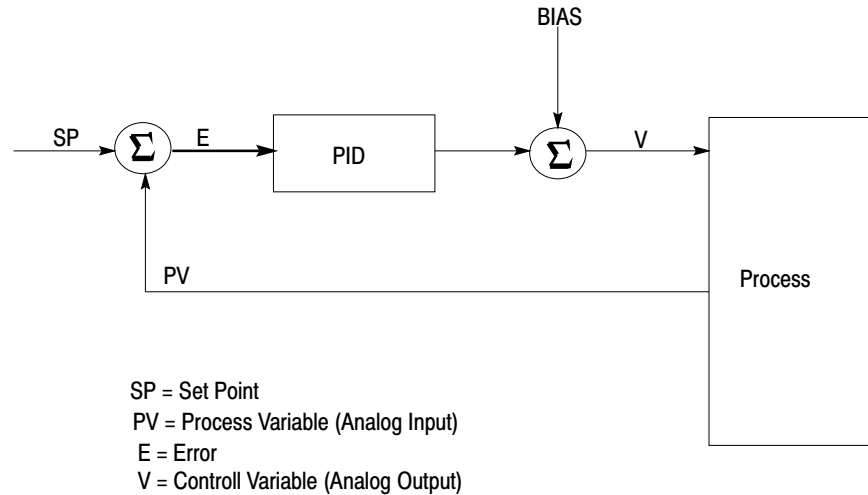 BIAS
SP
Σ
E
PID
Σ
V
PV
Process
SP = Set Point
PV = Process Variable (Analog Input)
E = Error
V = Controll Variable (Analog Output)